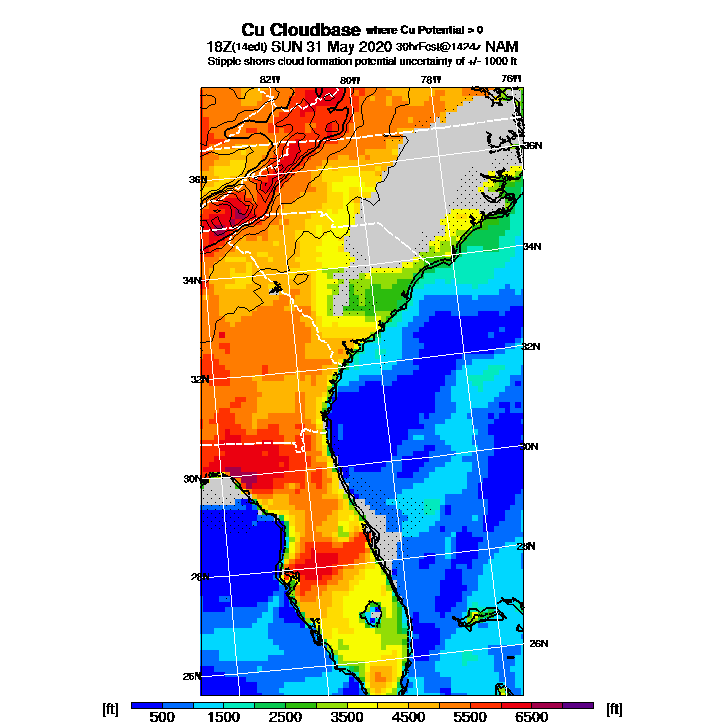 Cu Cloudbase where Cu Potential > 0
18Z(14edt) SUN 31 May 2020 30hrFcst@1424z NAM
Stipple shows cloud formation potential uncertainty of +/- 1000 ft
82W 80W 78W 76W
36N
36N
34N
34N
32N
32N
30N
30N
28N
28N
26N
26N
[ft] 500 1500 2500 3500 4500 5500 6500 [ft]